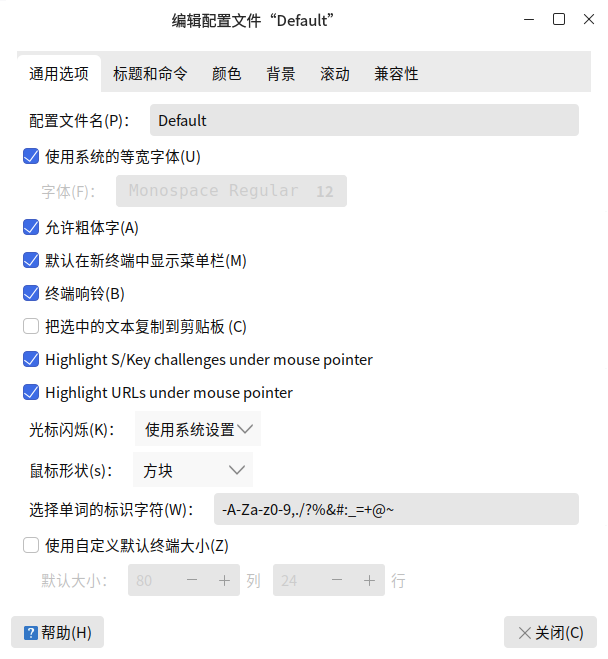 编辑配置文件“Default”
通用选项 标题和命令 颜色 背景 滚动 兼容性
配置文件名(P)： Default
使用系统的等宽字体(U)
字体(F)： Monospace Regular 12
允许粗体字(A)
默认在新终端中显示菜单栏(M)
终端响铃(B)
把选中的文本复制到剪贴板 (C)
Highlight S/Key challenges under mouse pointer
Highlight URLs under mouse pointer
光标闪烁(K)： 使用系统设置
鼠标形状(s)： 方块
选择单词的标识字符(W)： -A-Za-z0-9,./?%&#:_=+@~
使用自定义默认终端大小(Z)
默认大小： 80 列 24 行
帮助(H) 关闭(C)